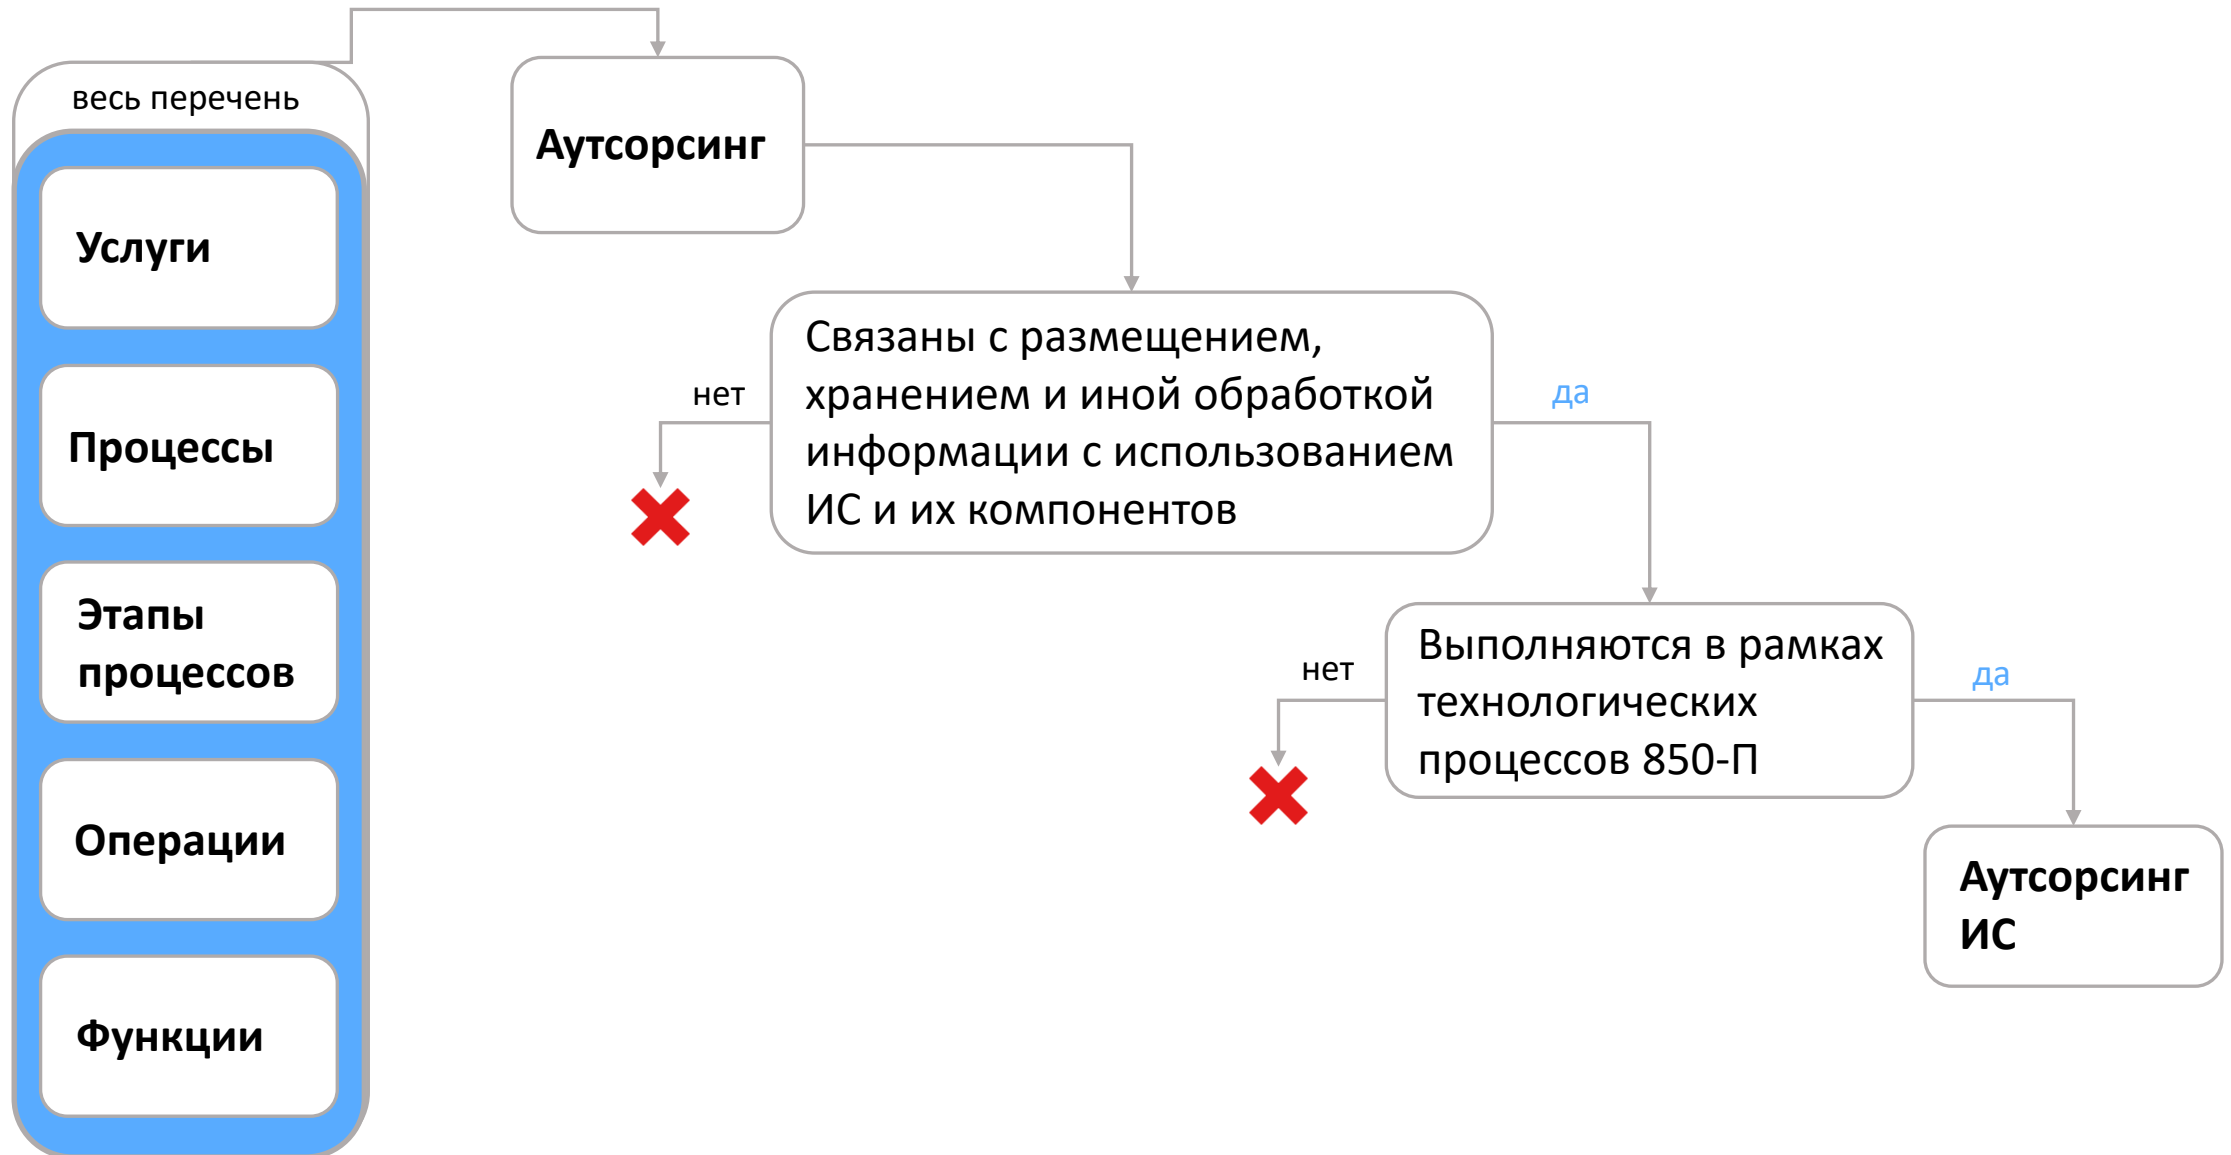 весь перечень
Услуги
Процессы
Этапы
процессов
Операции
Функции
Аутсорсинг
Связаны с размещением,
хранением и иной обработкой
информации с использованием
ИС и их компонентов
нет
да
Выполняются в рамках
технологических
процессов 850-П
нет
да
Аутсорсинг
ИС